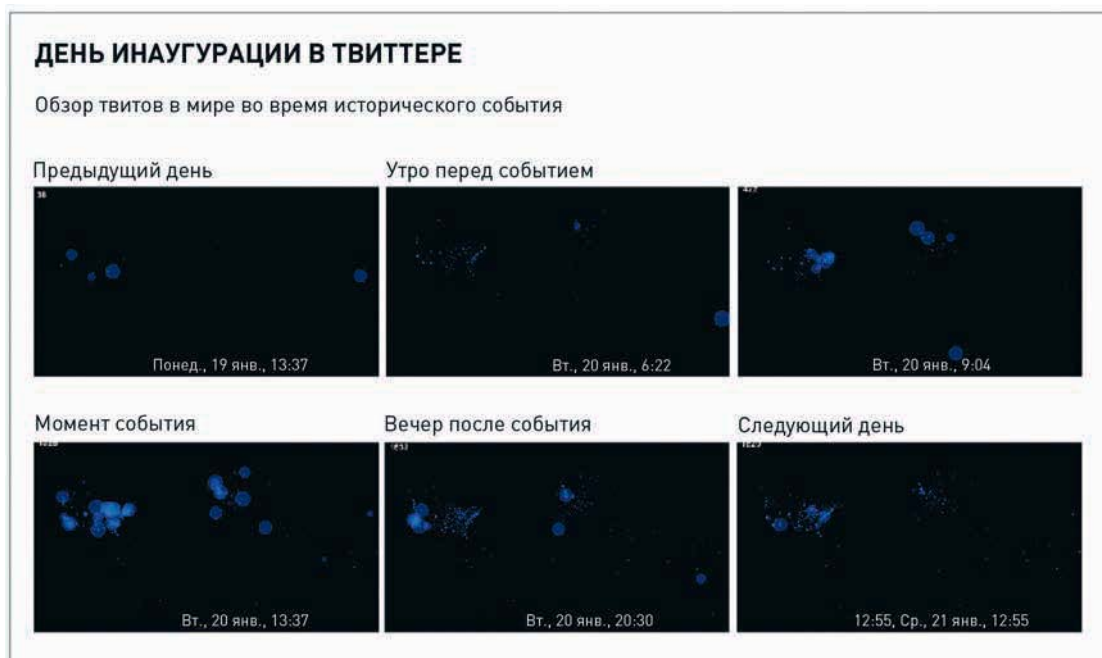 ДЕНЬ ИНАУГУРАЦИИ В ТВИТТЕРЕ
Обзор твитов в мире во время исторического события
Предыдущий день
Утро перед событием
36
Понед., 19 янв., 13:37
Вт., 20 янв., 6:22
Вт., 20 янв., 9:04
Момент события
Вечер после события
Следующий день
Вт., 20 янв., 13:37
Вт., 20 янв., 20:30
12:55, Ср., 21 янв., 12:55